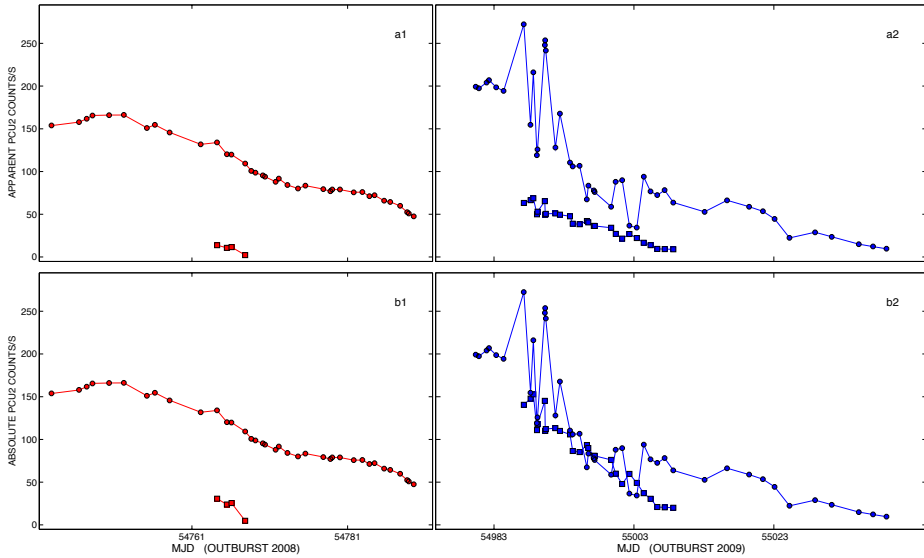 a1
a2
250
200
150
100
50
0
APPARENT PCU2 COUNTS/S
b1
b2
250
200
150
100
50
0
ABSOLUTE PCU2 COUNTS/S
54761
54781
54983
55003
55023
MJD (OUTBURST 2008)
MJD (OUTBURST 2009)